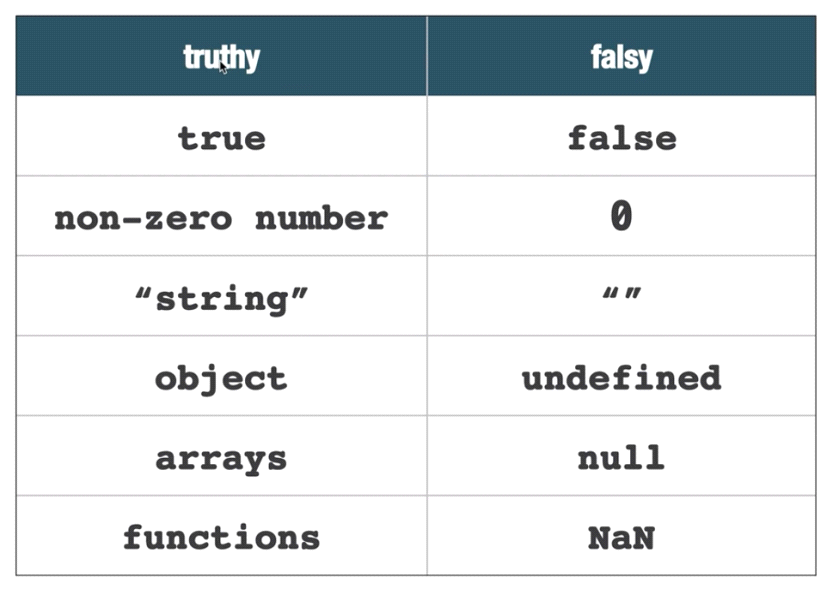 truthy falsy
true false
non-zero number 0
“string” “”
object undefined
arrays null
functions NaN